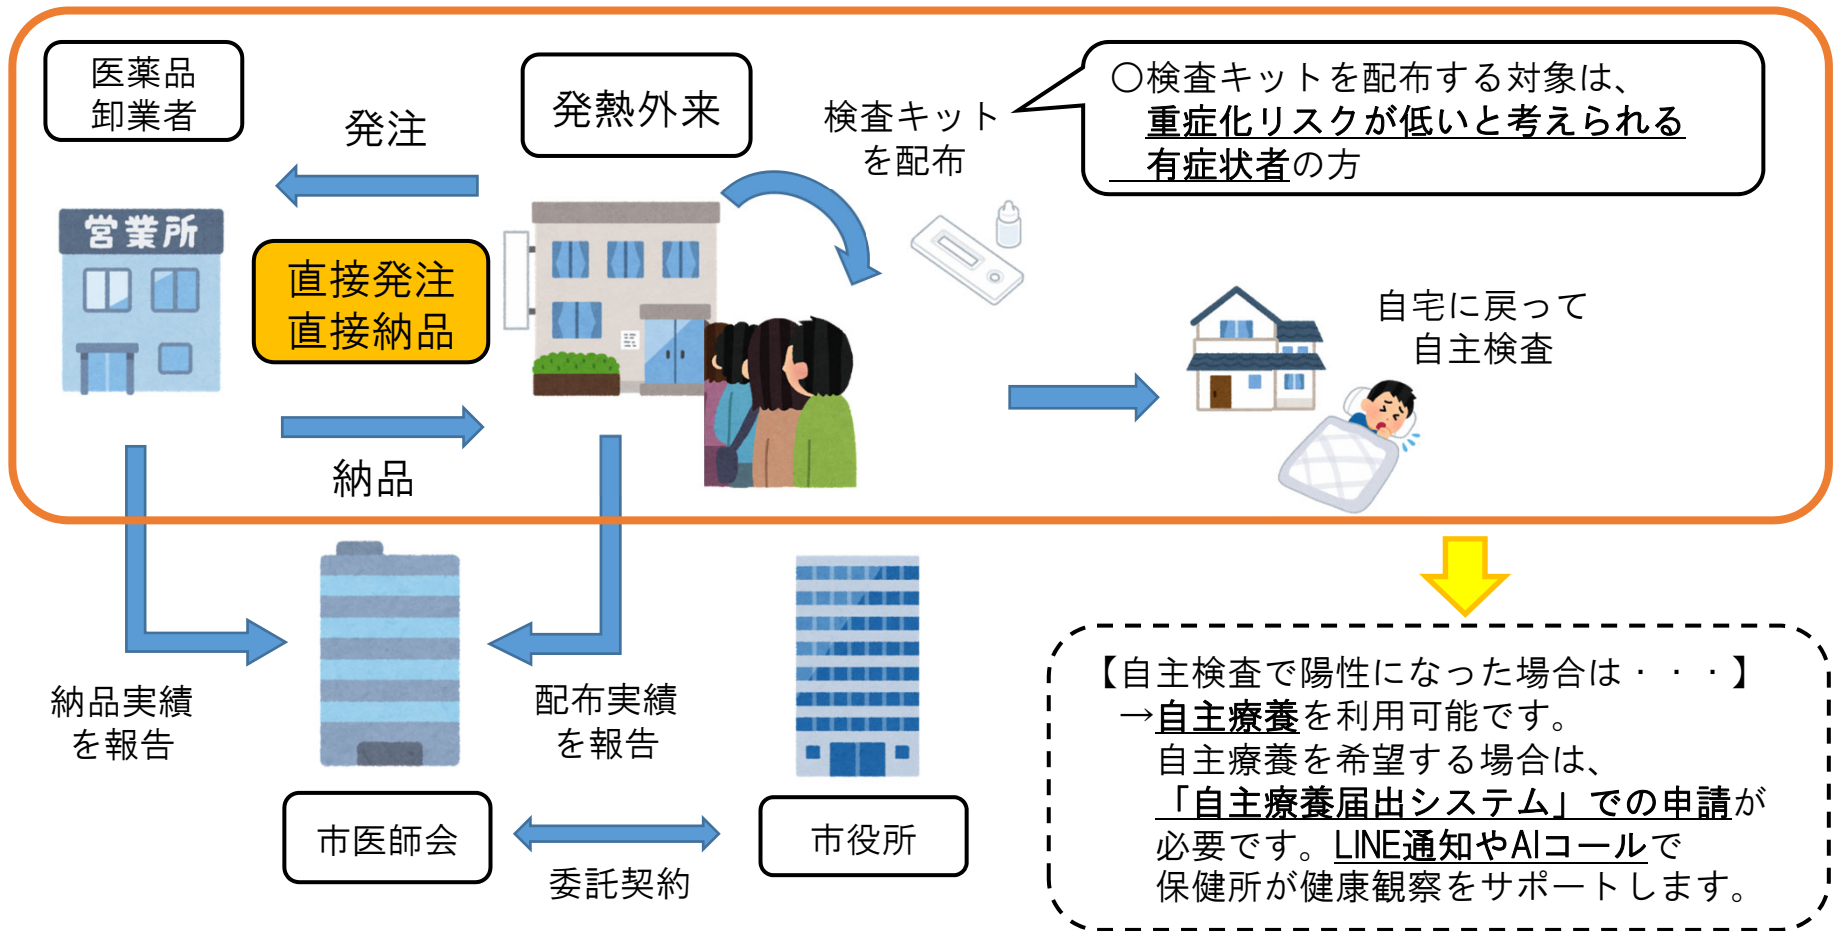 医薬品
卸業者
発注
発熱外来
検査キット
を配布
〇検査キットを配布する対象は、
重症化リスクが低いと考えられる
有症状者の方
営業所
直接発注
直接納品
自宅に戻って
自主検査
納品
納品実績
を報告
配布実績
を報告
市医師会
委託契約
市役所
【自主検査で陽性になった場合は・・・】
→自主療養を利用可能です。
自主療養を希望する場合は、
「自主療養届出システム」での申請が
必要です。LINE通知やAIコールで
保健所が健康観察をサポートします。